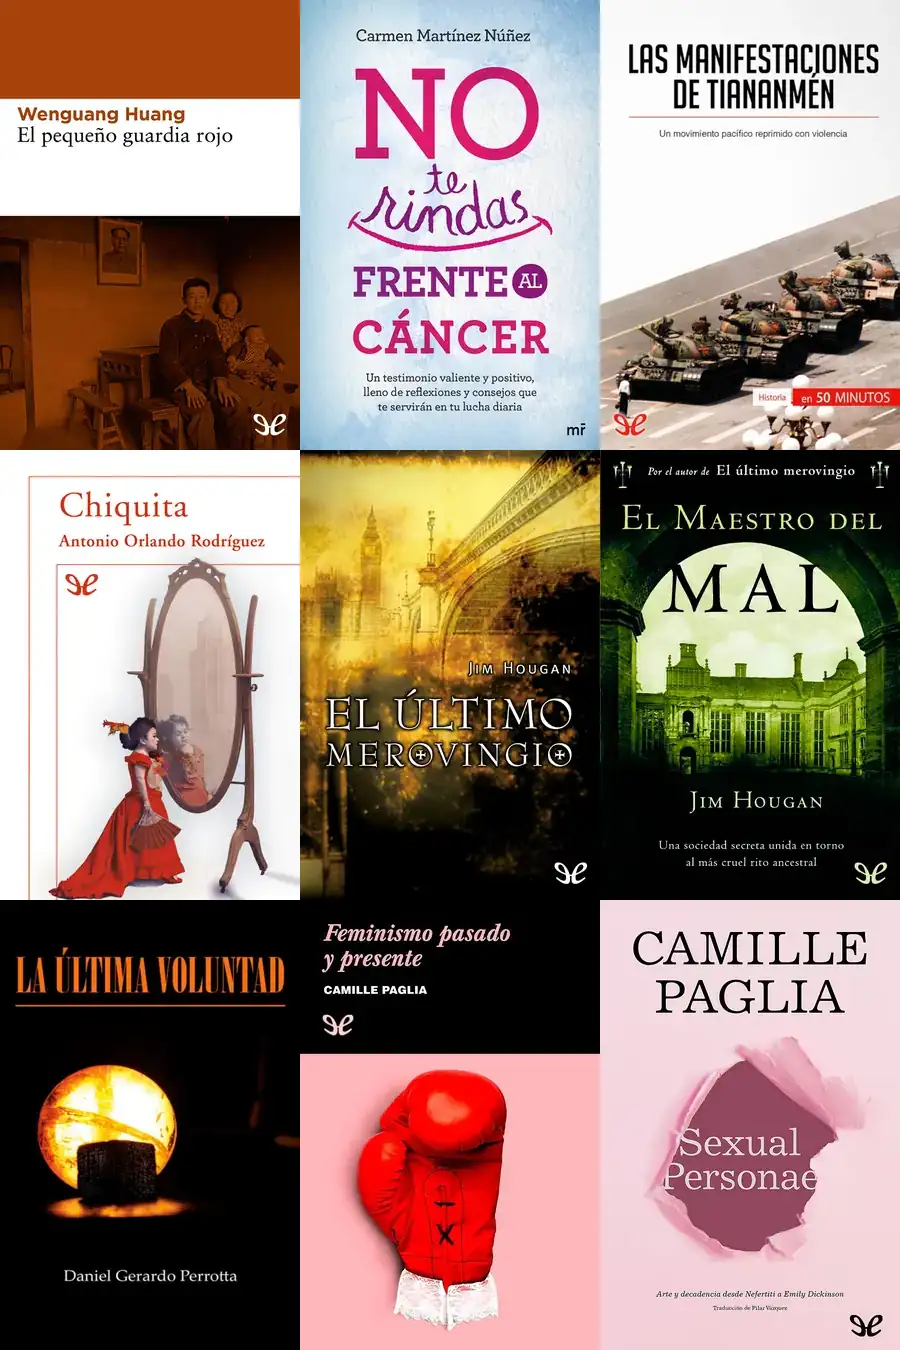 Wenguang Huang
El pequeño guardia rojo
Carmen Martínez Núñez
NO
te
rindas
FRENTE AL
CÁNCER
Un testimonio valiente y positivo,
lleno de reflexiones y consejos que
te servirán en tu lucha diaria
mr
LAS MANIFESTACIONES
DE TIANANMÉN
Un movimiento pacífico reprimido con violencia
Historia en 50 MINUTOS
Chiquita
Antonio Orlando Rodríguez
JIM HOUGAN
EL ÚLTIMO
MEROVINGIO
Por el autor de El último merovingio
EL MAESTRO DEL
MAL
JIM HOUGAN
Una sociedad secreta unida en torno
al más cruel rito ancestral
LA ÚLTIMA VOLUNTAD
Daniel Gerardo Perrotta
Feminismo pasado
y presente
CAMILLE PAGLIA
CAMILLE
PAGLIA
Sexual
Personae
Arte y decadencia desde Nefertiti a Emily Dickinson
Traducción de Pilar Vázquez